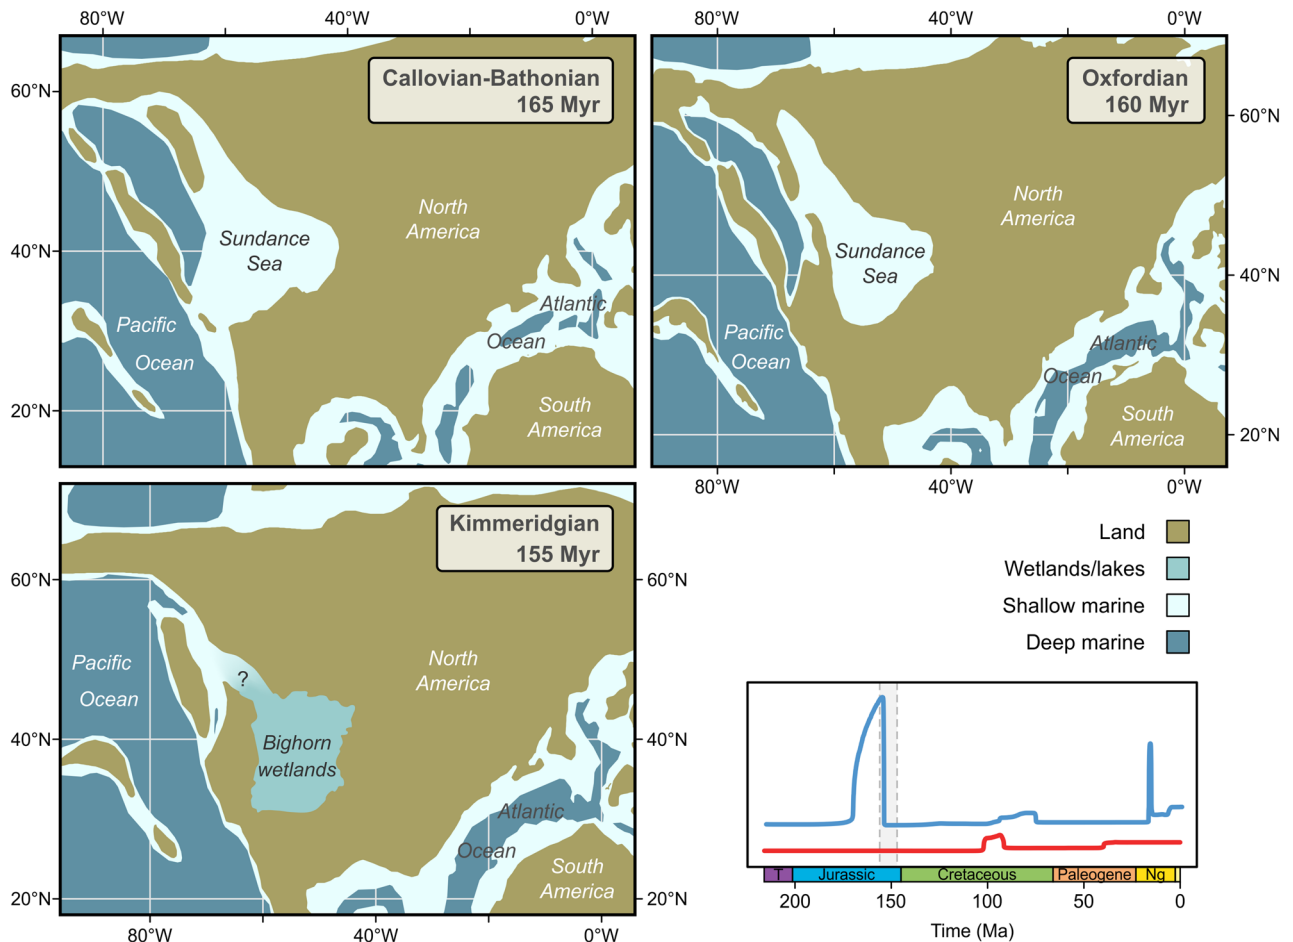 80°W 40°W 0°W 80°W 40°W 0°W
Callovian-Bathonian
165 Myr
Oxfordian
160 Myr
60°N
60°N
North
America
North
America
Sundance
Sea
Sundance
Sea
40°N
40°N
Pacific
Ocean
Atlantic
Ocean
Pacific
Ocean
Atlantic
Ocean
20°N
South
America
South
America
20°N
80°W 40°W 0°W
Kimmeridgian
155 Myr
60°N 60°N
Pacific
Ocean
?
North
America
40°N 40°N
Bighorn
wetlands
Atlantic
Ocean
South
America
20°N 20°N
80°W 40°W 0°W
Land
Wetlands/lakes
Shallow marine
Deep marine
T Jurassic Cretaceous Paleogene Ng
200 150 100 50 0
Time (Ma)